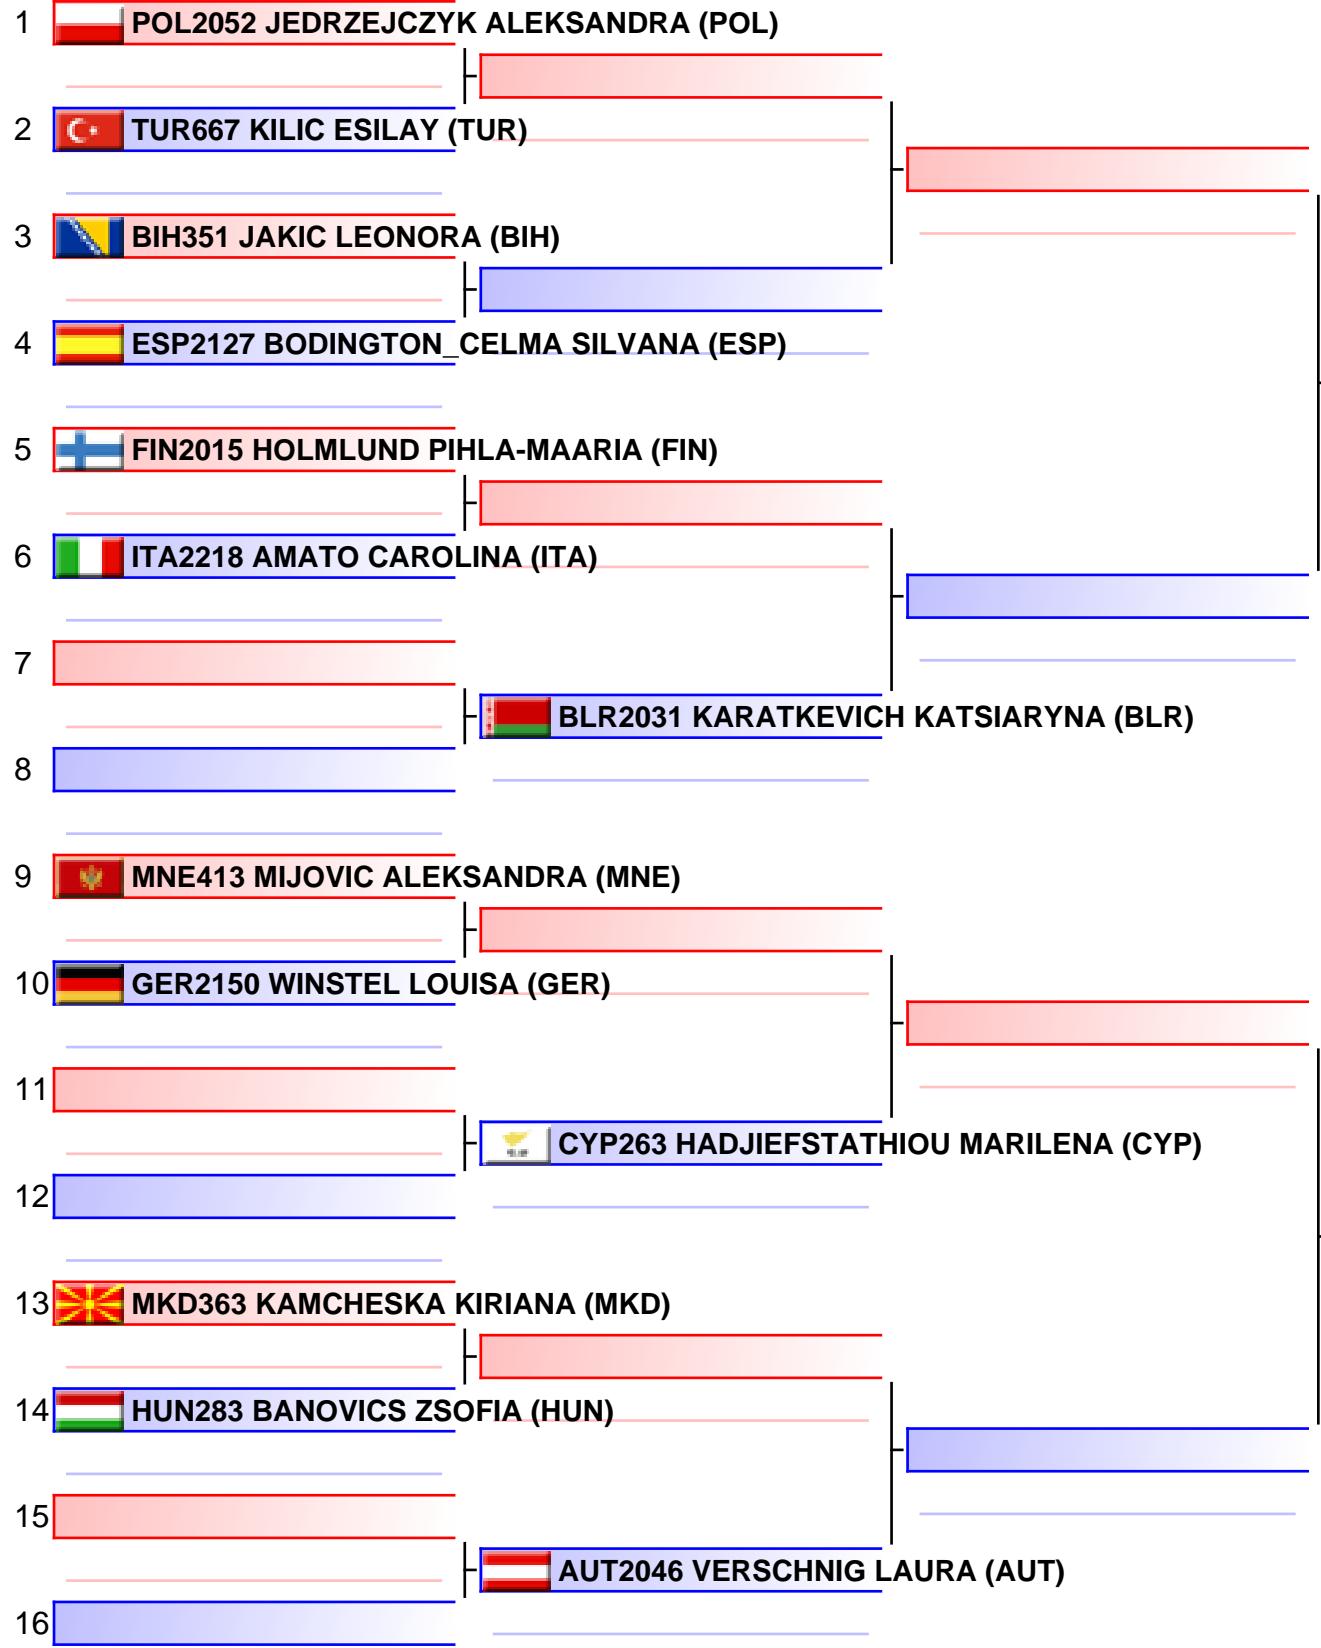 1 POL2052 JEDRZEJCZYK ALEKSANDRA (POL)
2 TUR667 KILIC ESILAY (TUR)
3 BIH351 JAKIC LEONORA (BIH)
4 ESP2127 BODINGTON_CELMA SILVANA (ESP)
5 FIN2015 HOLMLUND PIHLA-MAARIA (FIN)
6 ITA2218 AMATO CAROLINA (ITA)
7
BLR2031 KARATKEVICH KATSIARYNA (BLR)
8
9 MNE413 MIJOVIC ALEKSANDRA (MNE)
10 GER2150 WINSTEL LOUISA (GER)
11
CYP263 HADJIEFSTATHIOU MARILENA (CYP)
12
13 MKD363 KAMCHESKA KIRIANA (MKD)
14 HUN283 BANOVICS ZSOFIA (HUN)
15
AUT2046 VERSCHNIG LAURA (AUT)
16